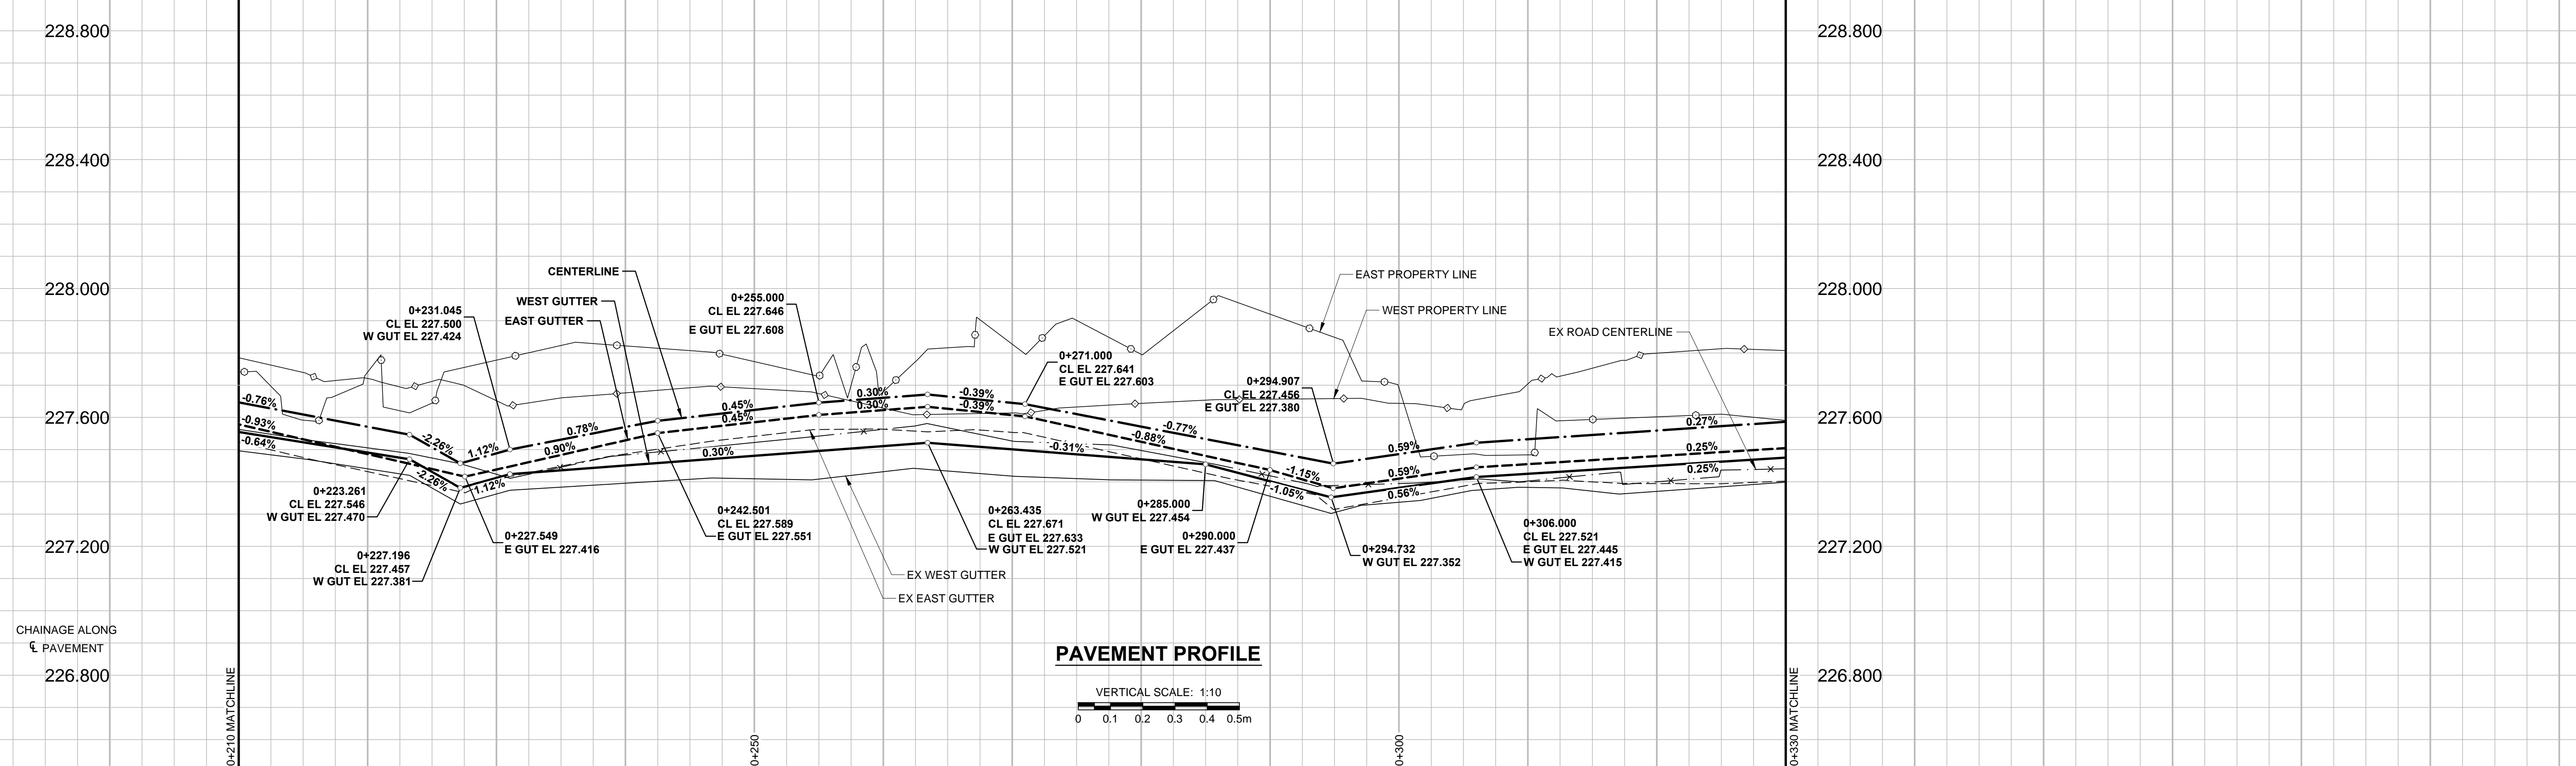 228.800
228.800
228.400
228.400
228.000
228.000
227.600
227.600
227.200
227.200
226.800
226.800
CENTERLINE
WEST GUTTER
EAST GUTTER
0+231.045
CL EL 227.500
W GUT EL 227.424
0+255.000
CL EL 227.646
E GUT EL 227.608
0+271.000
CL EL 227.641
E GUT EL 227.603
0+294.907
CL EL 227.456
E GUT EL 227.380
EAST PROPERTY LINE
WEST PROPERTY LINE
EX ROAD CENTERLINE
-0.76%
-0.93%
-0.64%
-2.26%
1.12%
-2.26%
1.12%
0.78%
0.90%
0.45%
0.45%
0.30%
0.30%
0.30%
-0.39%
-0.39%
-0.31%
-0.77%
-0.88%
-1.15%
-1.05%
0.59%
0.59%
0.56%
0.27%
0.25%
0.25%
0+223.261
CL EL 227.546
W GUT EL 227.470
0+227.196
CL EL 227.457
W GUT EL 227.381
0+227.549
E GUT EL 227.416
0+242.501
CL EL 227.589
E GUT EL 227.551
0+263.435
CL EL 227.671
E GUT EL 227.633
W GUT EL 227.521
0+285.000
W GUT EL 227.454
0+290.000
E GUT EL 227.437
0+294.732
W GUT EL 227.352
0+306.000
CL EL 227.521
E GUT EL 227.445
W GUT EL 227.415
EX WEST GUTTER
EX EAST GUTTER
CHAINAGE ALONG
℄ PAVEMENT
PAVEMENT PROFILE
VERTICAL SCALE: 1:10
0 0.1 0.2 0.3 0.4 0.5m
0+210 MATCHLINE
0+250
0+300
0+330 MATCHLINE